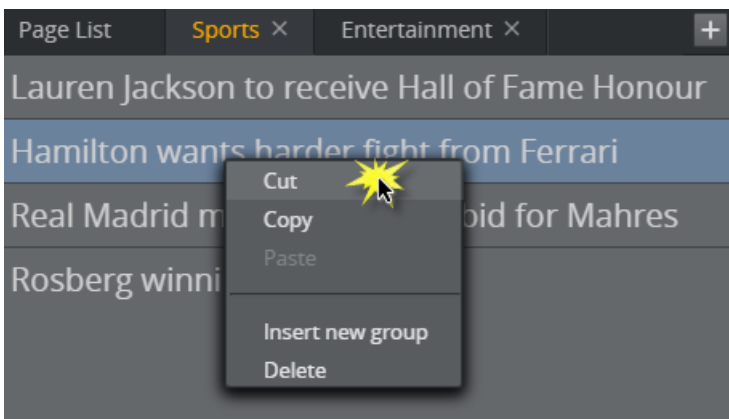 Page List Sports × Entertainment × +
Lauren Jackson to receive Hall of Fame Honour
Hamilton wants harder fight from Ferrari
Cut
Real Madrid m bid for Mahres
Copy
Paste
Rosberg winni
Insert new group
Delete